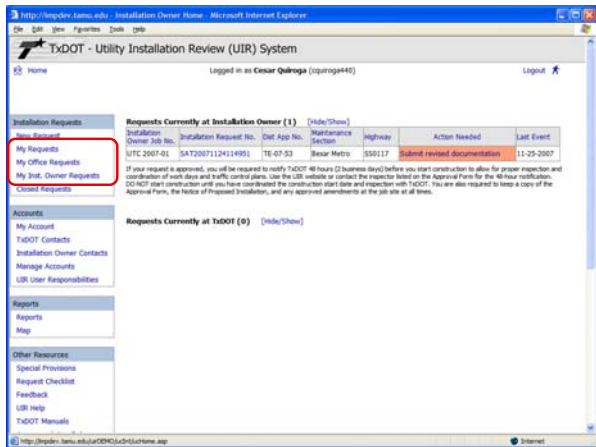 http://impdev.tamu.edu - Installation Owner Home - Microsoft Internet Explorer
File Edit View Favorites Tools Help
TxDOT - Utility Installation Review (UIR) System
Home
Logged in as Cesar Quiroga (cquiroga440)
Logout
Installation Requests
New Request
My Requests
My Office Requests
My Inst. Owner Requests
Closed Requests
Accounts
My Account
TxDOT Contacts
Installation Owner Contacts
Manage Accounts
UIR User Responsibilities
Reports
Reports
Map
Other Resources
Special Provisions
Request Checklist
Feedback
UIR Help
TxDOT Manuals
Requests Currently at Installation Owner (1) [Hide/Show]
Installation Owner Job No. Installation Request No. Dist App No. Maintenance Section Highway Action Needed Last Event
UTC 2007-01 SAT20071124114951 TE-07-53 Bexar Metro SS0117 Submit revised documentation 11-25-2007
If your request is approved, you will be required to notify TxDOT 48 hours (2 business days) before you start construction to allow for proper inspection and
coordination of work days and traffic control plans. Use the UIR website or contact the inspector listed on the Approval Form for the 48-hour notification.
DO NOT start construction until you have coordinated the construction start date and inspection with TxDOT. You are also required to keep a copy of the
Approval Form, the Notice of Proposed Installation, and any approved amendments at the job site at all times.
Requests Currently at TxDOT (0) [Hide/Show]
http://impdev.tamu.edu/uirDEMO/ucInt/ucHome.asp
Internet